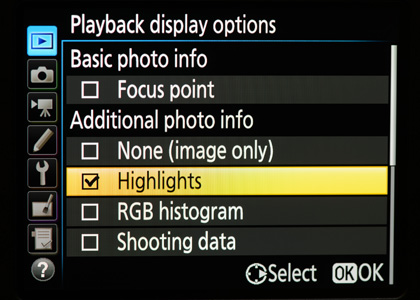 Playback display options
Basic photo info
Focus point
Additional photo info
None (image only)
Highlights
RGB histogram
Shooting data
Select OK OK
?